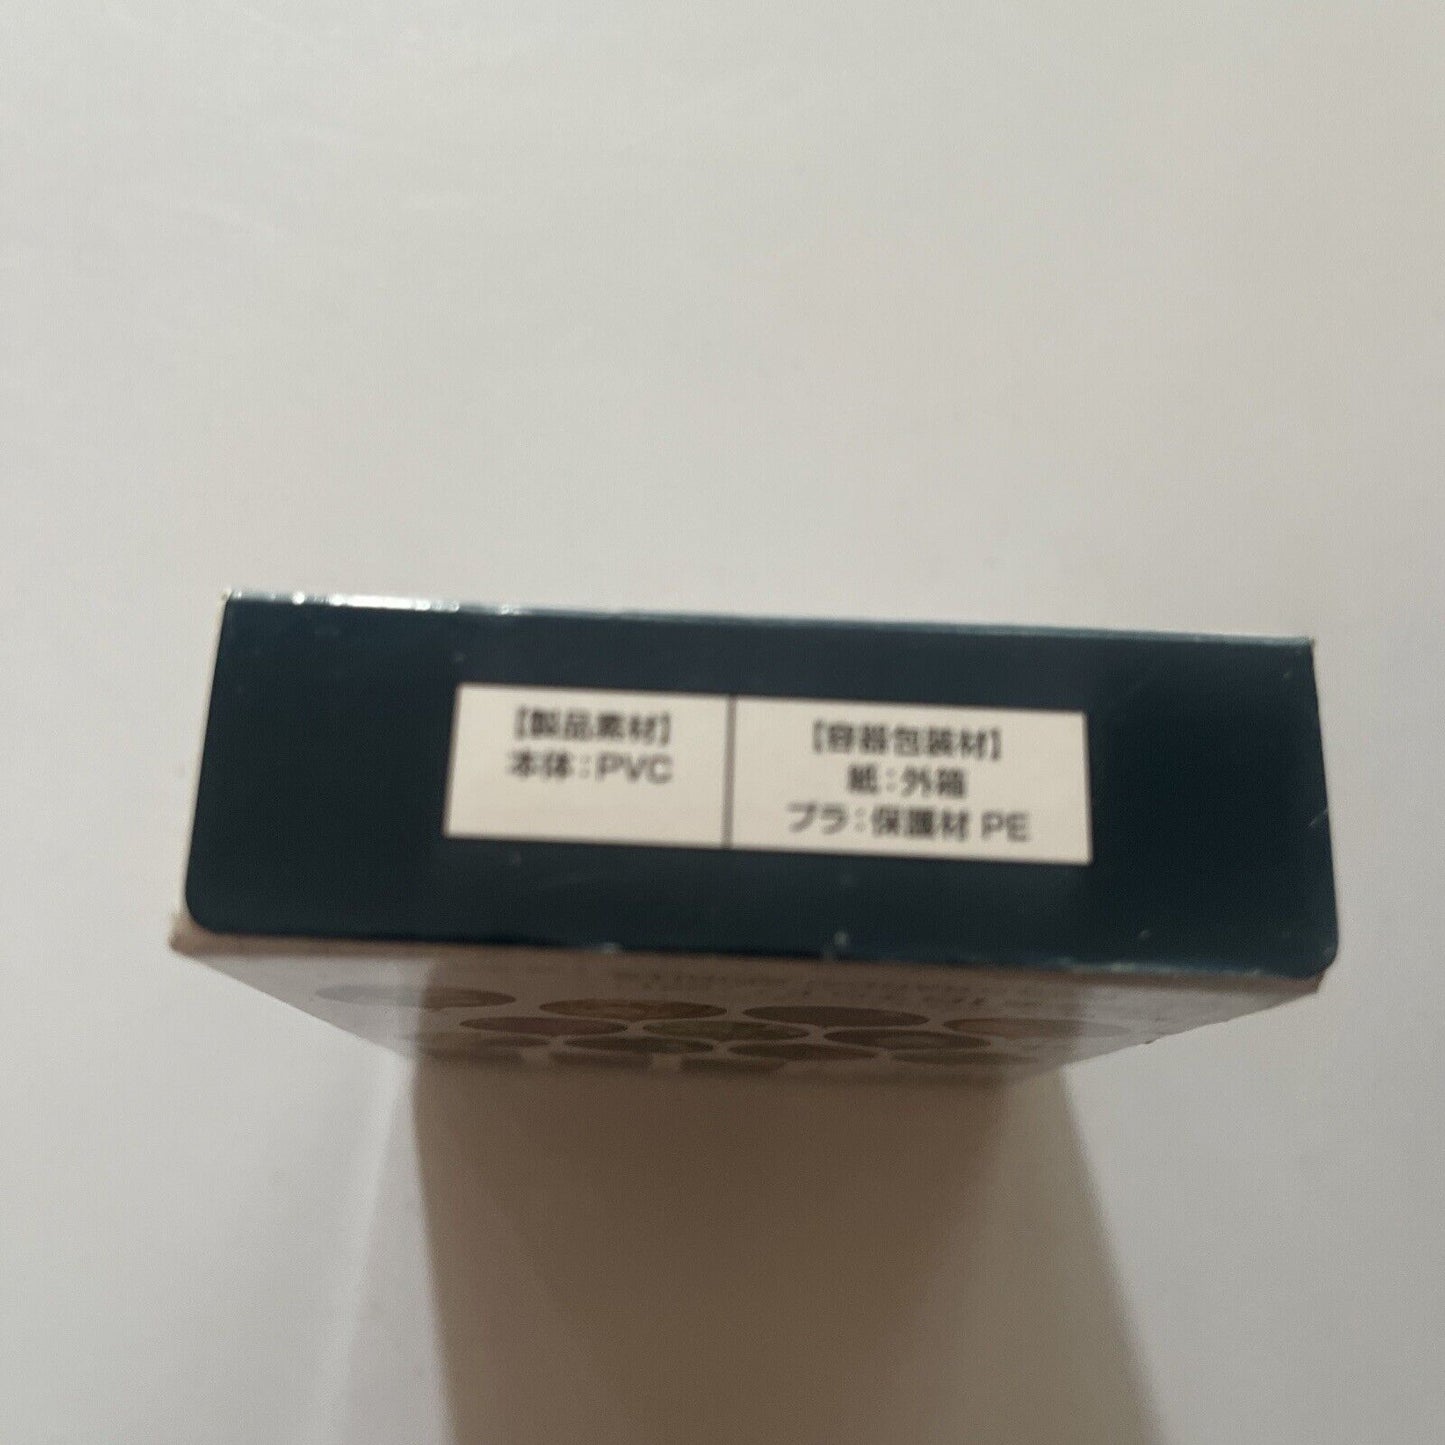 【製品素材】
本体：PVC
【容器包装材】
紙：外箱
プラ：保護材 PE